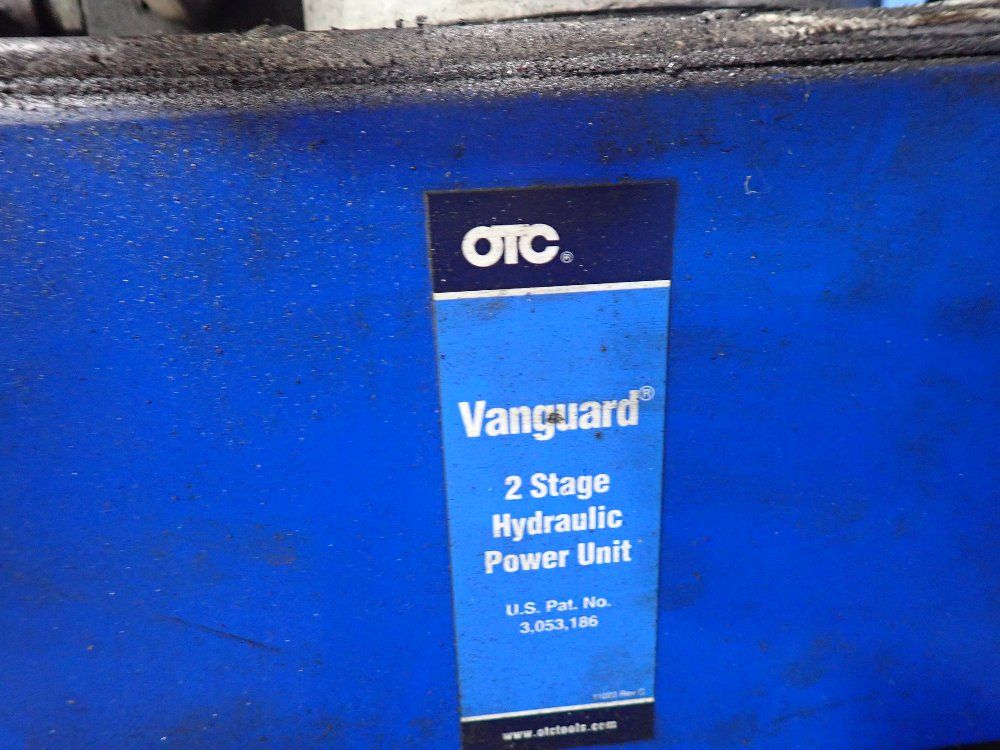 OTC®
Vanguard®
2 Stage
Hydraulic
Power Unit
U.S. Pat. No.
3,053,186
www.otctools.com